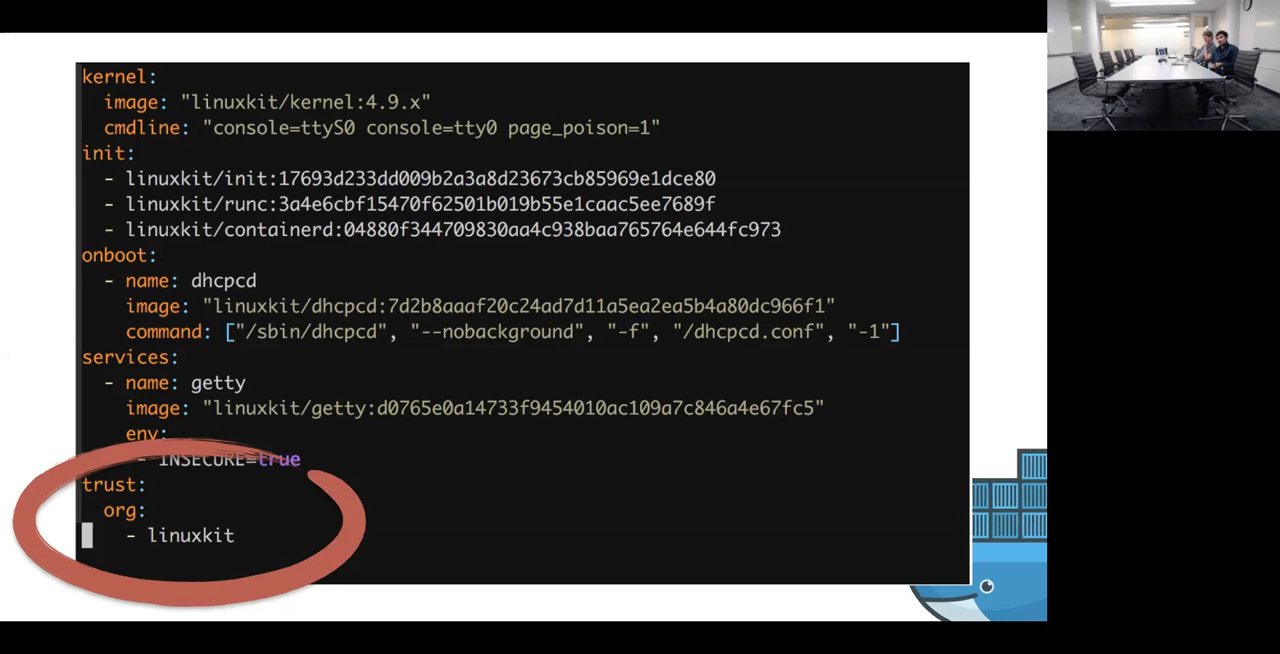 kernel:
image: "linuxkit/kernel:4.9.x"
cmdline: "console=ttyS0 console=tty0 page_poison=1"
init:
- linuxkit/init:17693d233dd009b2a3a8d23673cb85969e1dce80
- linuxkit/runc:3a4e6cbf15470f62501b019b55e1caac5ee7689f
- linuxkit/containerd:04880f344709830aa4c938baa765764e644fc973
onboot:
- name: dhcpcd
image: "linuxkit/dhcpcd:7d2b8aaaf20c24ad7d11a5ea2ea5b4a80dc966f1"
command: ["/sbin/dhcpcd", "--nobackground", "-f", "/dhcpcd.conf", "-1"]
services:
- name: getty
image: "linuxkit/getty:d0765e0a14733f9454010ac109a7c846a4e67fc5"
env:
- INSECURE=true
trust:
org:
- linuxkit